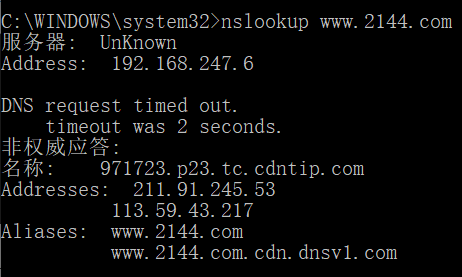 C:\WINDOWS\system32>nslookup www.2144.com
服务器:  UnKnown
Address:  192.168.247.6
DNS request timed out.
    timeout was 2 seconds.
非权威应答:
名称:    971723.p23.tc.cdntip.com
Addresses:  211.91.245.53
          113.59.43.217
Aliases:  www.2144.com
          www.2144.com.cdn.dnsv1.com